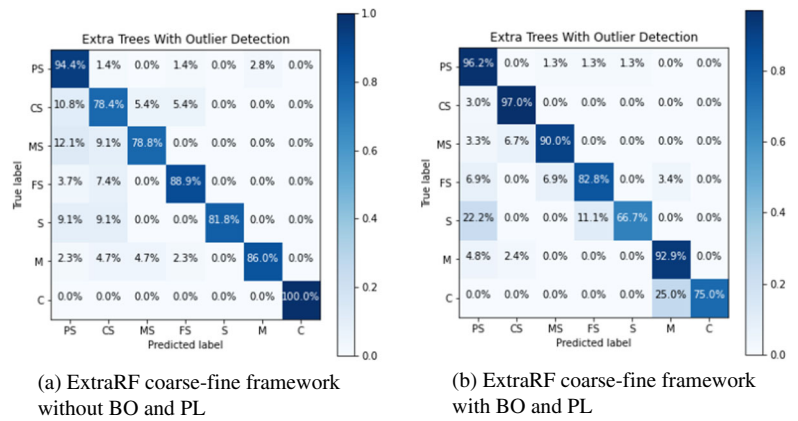 Extra Trees With Outlier Detection
True label
PS 94.4% 1.4% 0.0% 1.4% 0.0% 2.8% 0.0%
CS 10.8% 78.4% 5.4% 5.4% 0.0% 0.0% 0.0%
MS 12.1% 9.1% 78.8% 0.0% 0.0% 0.0% 0.0%
FS 3.7% 7.4% 0.0% 88.9% 0.0% 0.0% 0.0%
S 9.1% 9.1% 0.0% 0.0% 81.8% 0.0% 0.0%
M 2.3% 4.7% 4.7% 2.3% 0.0% 86.0% 0.0%
C 0.0% 0.0% 0.0% 0.0% 0.0% 0.0% 100.0%
PS CS MS FS S M C
Predicted label
1.0
0.8
0.6
0.4
0.2
0.0
(a) ExtraRF coarse-fine framework
without BO and PL
Extra Trees With Outlier Detection
True label
PS 96.2% 0.0% 1.3% 1.3% 1.3% 0.0% 0.0%
CS 3.0% 97.0% 0.0% 0.0% 0.0% 0.0% 0.0%
MS 3.3% 6.7% 90.0% 0.0% 0.0% 0.0% 0.0%
FS 6.9% 0.0% 6.9% 82.8% 0.0% 3.4% 0.0%
S 22.2% 0.0% 0.0% 11.1% 66.7% 0.0% 0.0%
M 4.8% 2.4% 0.0% 0.0% 0.0% 92.9% 0.0%
C 0.0% 0.0% 0.0% 0.0% 0.0% 25.0% 75.0%
PS CS MS FS S M C
Predicted label
0.8
0.6
0.4
0.2
0.0
(b) ExtraRF coarse-fine framework
with BO and PL